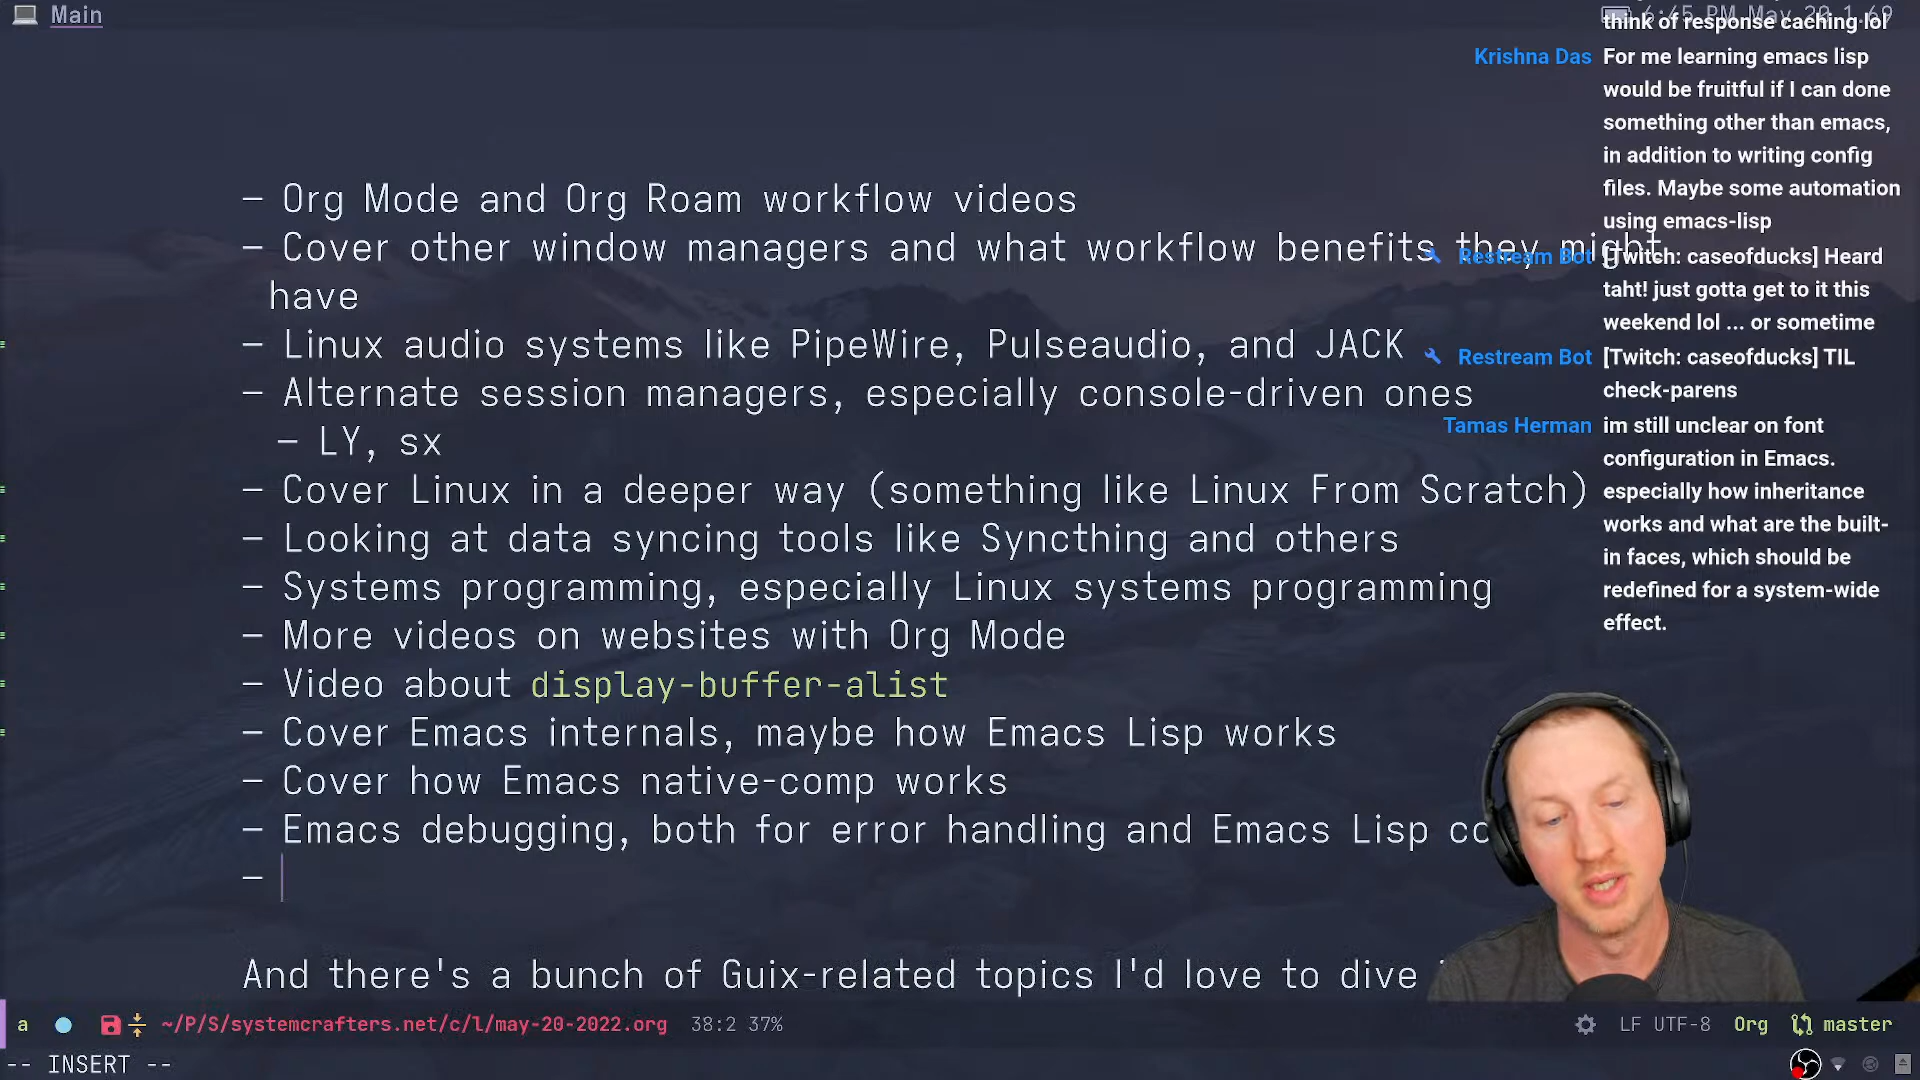 Main
6:45 PM May 20 1.69
- Org Mode and Org Roam workflow videos
- Cover other window managers and what workflow benefits they might
have
- Linux audio systems like PipeWire, Pulseaudio, and JACK
- Alternate session managers, especially console-driven ones
- LY, sx
- Cover Linux in a deeper way (something like Linux From Scratch)
- Looking at data syncing tools like Syncthing and others
- Systems programming, especially Linux systems programming
- More videos on websites with Org Mode
- Video about display-buffer-alist
- Cover Emacs internals, maybe how Emacs Lisp works
- Cover how Emacs native-comp works
- Emacs debugging, both for error handling and Emacs Lisp
-
And there's a bunch of Guix-related topics I'd love to dive
think of response caching lol
Krishna Das For me learning emacs lisp
would be fruitful if I can done
something other than emacs,
in addition to writing config
files. Maybe some automation
using emacs-lisp
Restream Bot [Twitch: caseofducks] Heard
taht! just gotta get to it this
weekend lol ... or sometime
Restream Bot [Twitch: caseofducks] TIL
check-parens
Tamas Herman im still unclear on font
configuration in Emacs.
especially how inheritance
works and what are the built-
in faces, which should be
redefined for a system-wide
effect.
a ~/P/S/systemcrafters.net/c/l/may-20-2022.org 38:2 37% LF UTF-8 Org master
-- INSERT --